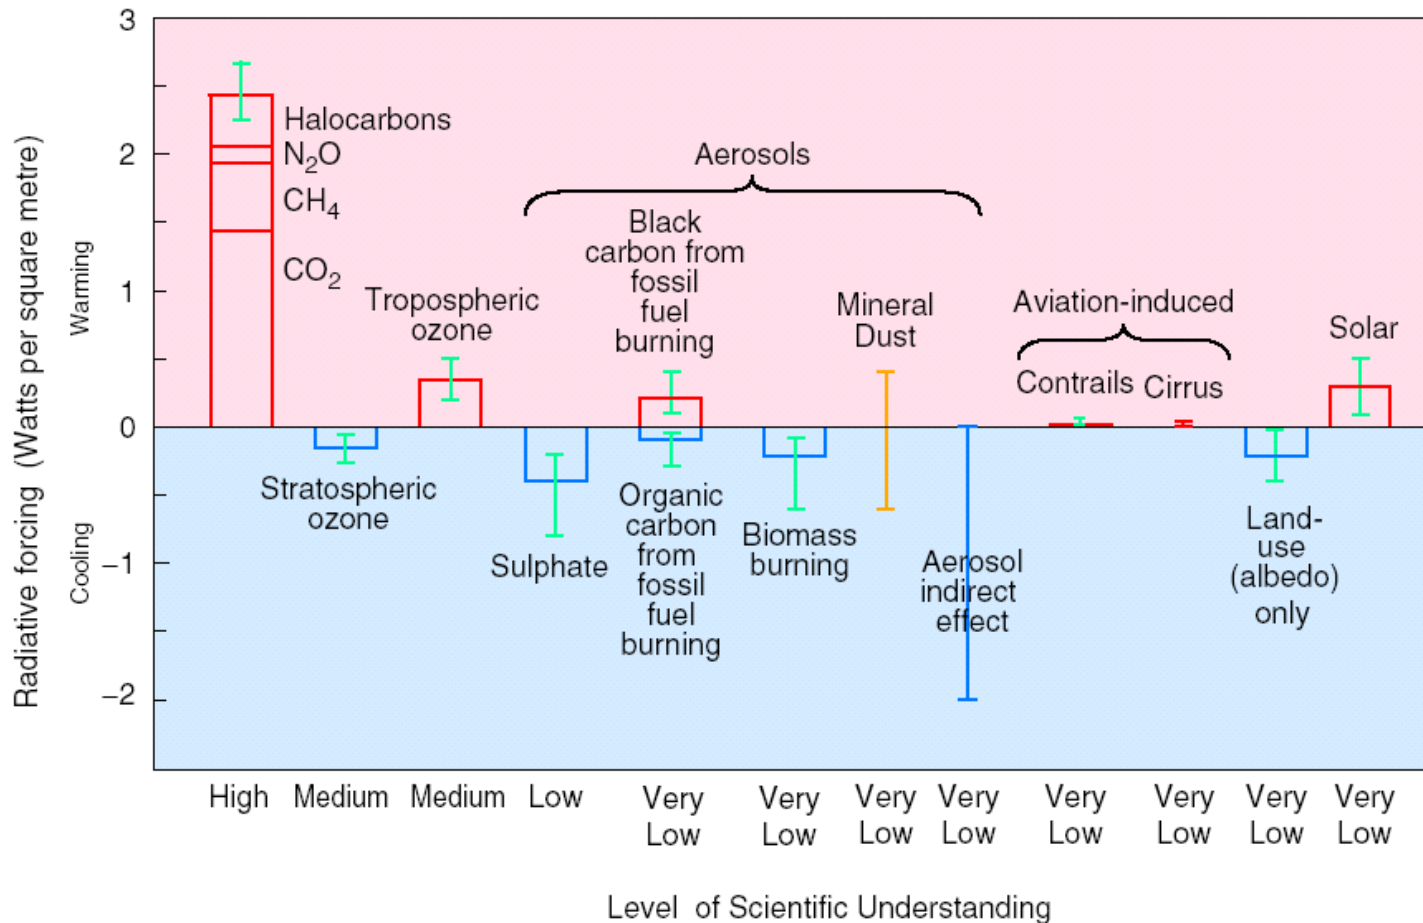 Radiative forcing (Watts per square metre)
Warming
Cooling
3
2
1
0
−1
−2
Halocarbons
N₂O
CH₄
CO₂
Stratospheric
ozone
Tropospheric
ozone
Aerosols
Sulphate
Black
carbon from
fossil
fuel
burning
Organic
carbon
from
fossil
fuel
burning
Biomass
burning
Mineral
Dust
Aerosol
indirect
effect
Aviation-induced
Contrails
Cirrus
Land-
use
(albedo)
only
Solar
High
Medium
Medium
Low
Very
Low
Very
Low
Very
Low
Very
Low
Very
Low
Very
Low
Very
Low
Very
Low
Level of Scientific Understanding